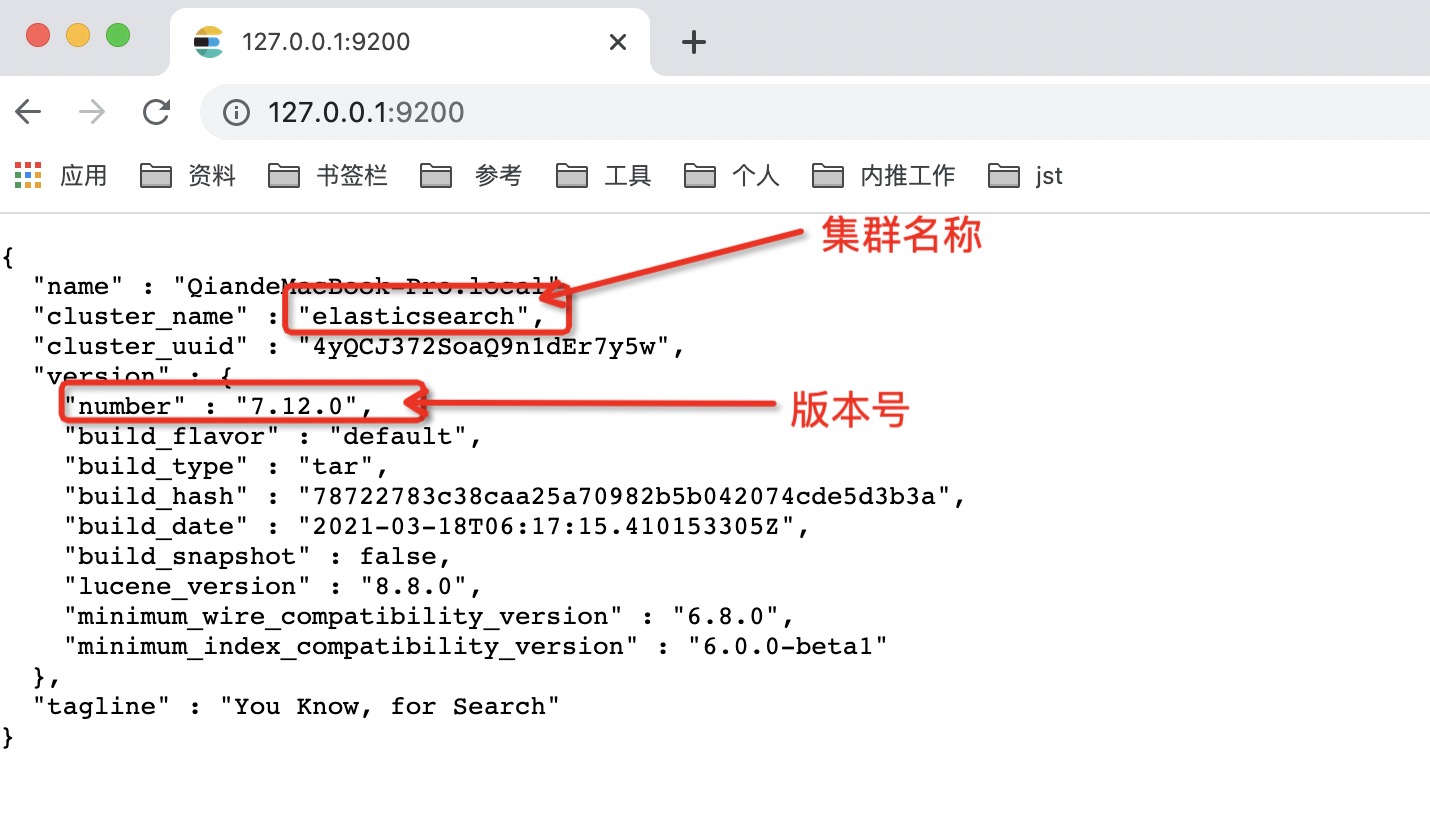 127.0.0.1:9200
127.0.0.1:9200
应用 资料 书签栏 参考 工具 个人 内推工作 jst
集群名称
{
"name" : "QiandeMacBook-Pro.local",
"cluster_name" : "elasticsearch",
"cluster_uuid" : "4yQCJ372SoaQ9n1dEr7y5w",
"version" : {
"number" : "7.12.0",
版本号
"build_flavor" : "default",
"build_type" : "tar",
"build_hash" : "78722783c38caa25a70982b5b042074cde5d3b3a",
"build_date" : "2021-03-18T06:17:15.410153305Z",
"build_snapshot" : false,
"lucene_version" : "8.8.0",
"minimum_wire_compatibility_version" : "6.8.0",
"minimum_index_compatibility_version" : "6.0.0-beta1"
},
"tagline" : "You Know, for Search"
}